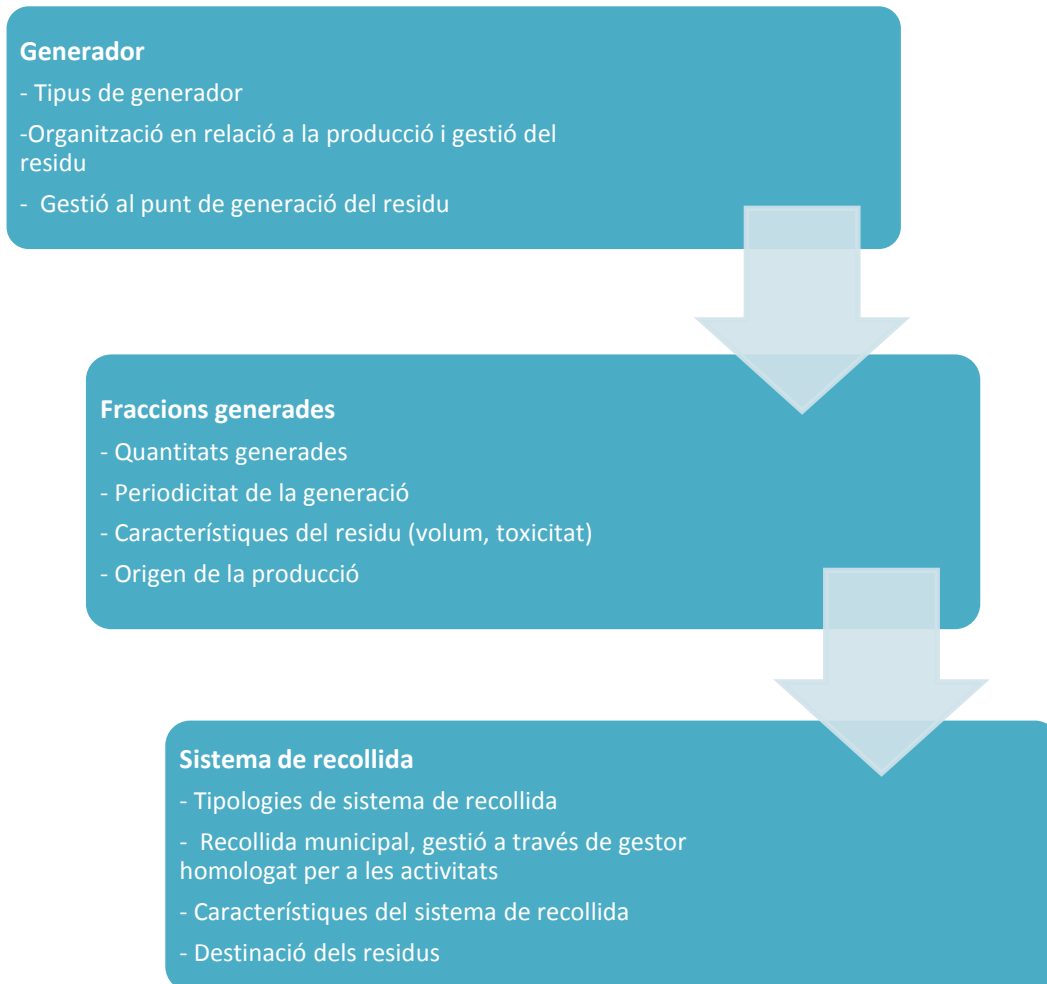 Generador
- Tipus de generador
-Organització en relació a la producció i gestió del
residu
- Gestió al punt de generació del residu
Fraccions generades
- Quantitats generades
- Periodicitat de la generació
- Característiques del residu (volum, toxicitat)
- Origen de la producció
Sistema de recollida
- Tipologies de sistema de recollida
- Recollida municipal, gestió a través de gestor
homologat per a les activitats
- Característiques del sistema de recollida
- Destinació dels residus